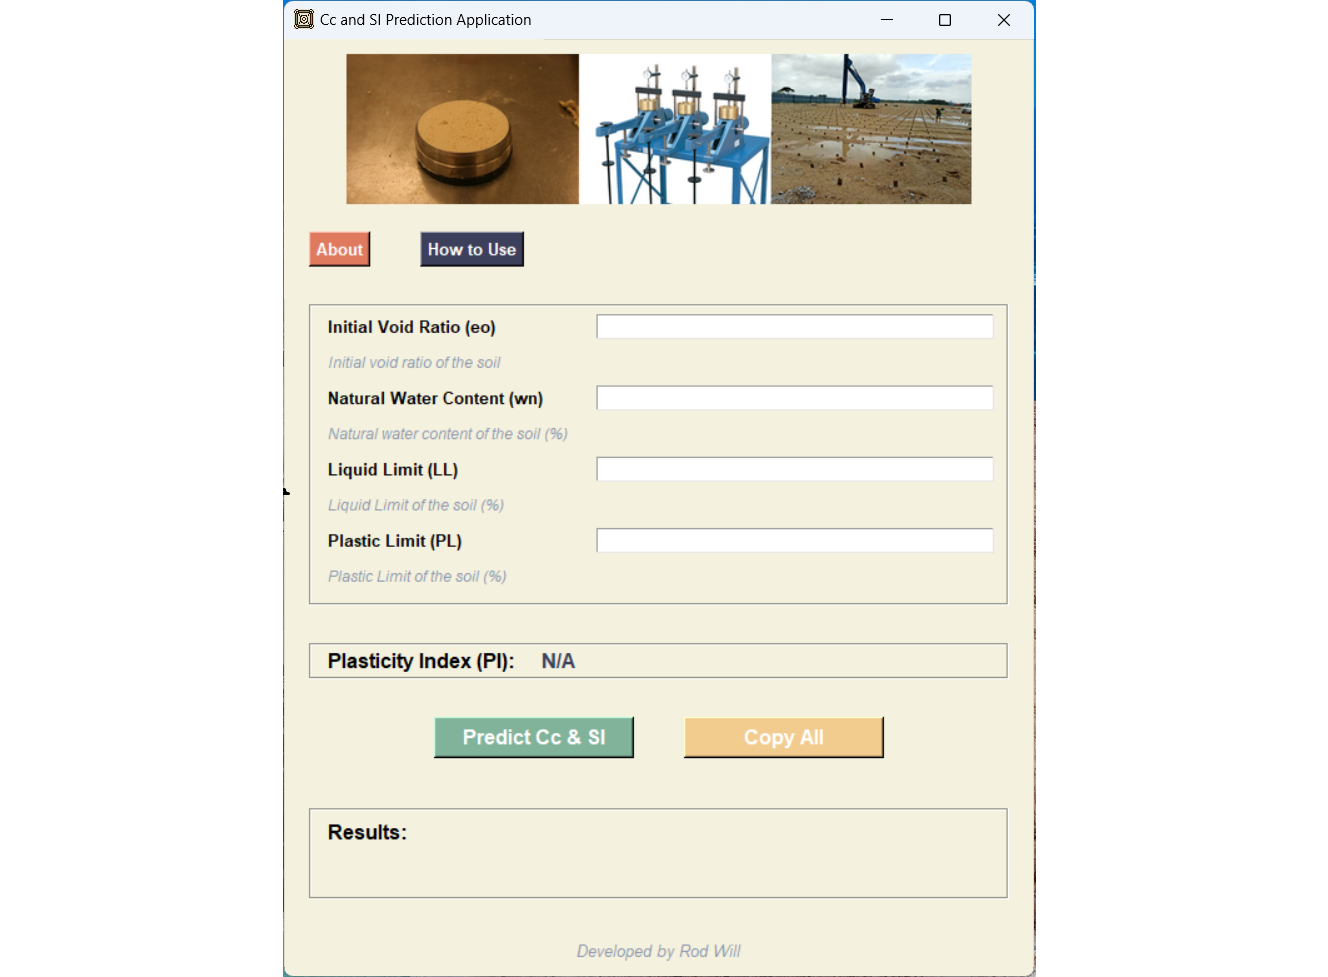 Cc and SI Prediction Application
About
How to Use
Initial Void Ratio (eo)
Initial void ratio of the soil
Natural Water Content (wn)
Natural water content of the soil (%)
Liquid Limit (LL)
Liquid Limit of the soil (%)
Plastic Limit (PL)
Plastic Limit of the soil (%)
Plasticity Index (PI): N/A
Predict Cc & SI
Copy All
Results:
Developed by Rod Will